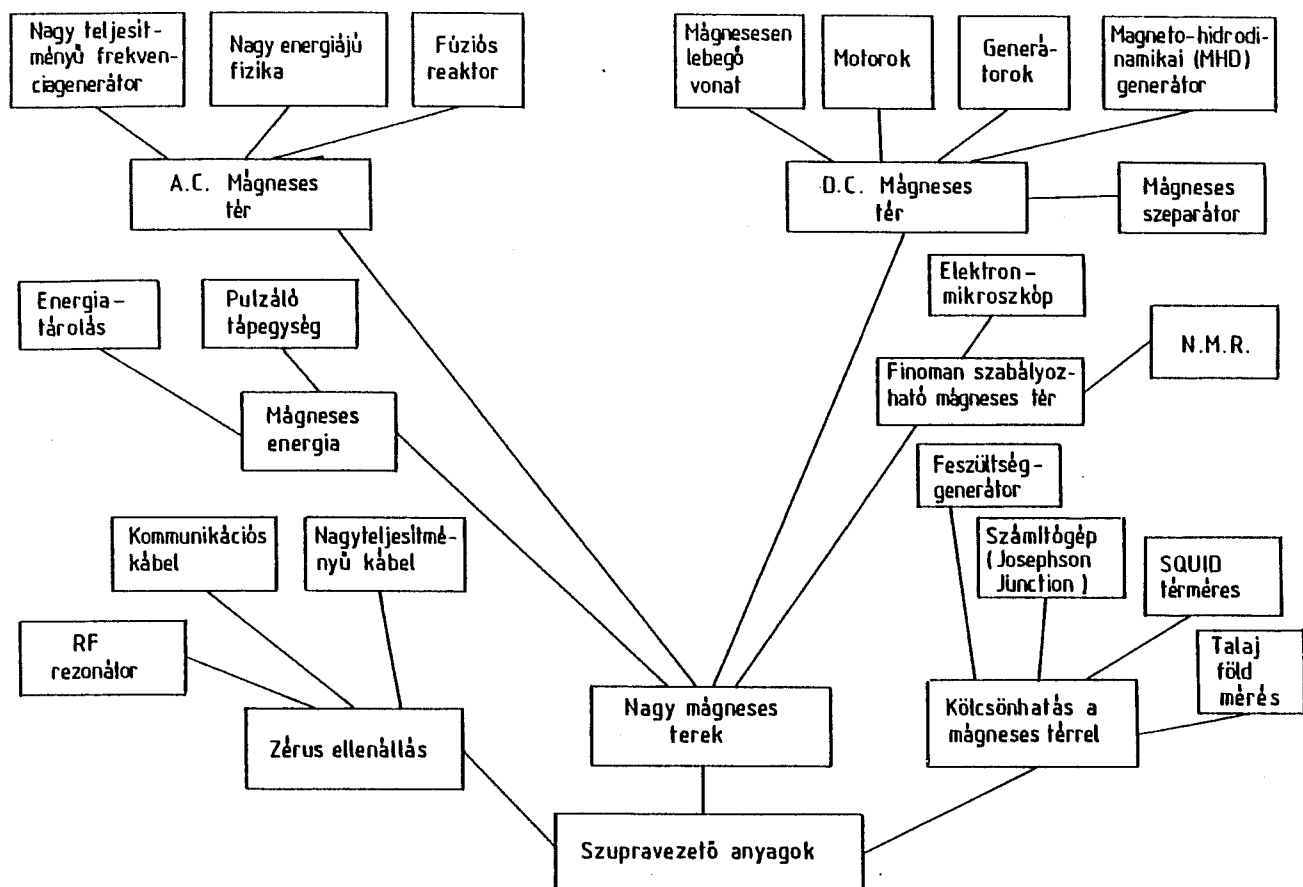 Nagy teljesit-
ményű frekven-
ciagenerátor
Nagy energiájú
fizika
Fúziós
reaktor
Mágnesesen
lebegő
vonat
Motorok
Generá-
torok
Magneto-hidrodi-
namikai (MHD)
generátor
A.C. Mágneses
tér
D.C. Mágneses
tér
Mágneses
szeparátor
Energia-
tárolás
Pulzáló
tápegység
Elektron-
mikroszkóp
N.M.R.
Mágneses
energia
Finoman szabályoz-
ható mágneses tér
Feszültség-
generátor
Kommunikációs
kábel
Nagyteljesítmé-
nyű kábel
Számítógép
(Josephson
Junction)
SQUID
térmérés
RF
rezonátor
Talaj
föld
mérés
Zérus ellenállás
Nagy mágneses
terek
Kölcsönhatás a
mágneses térrel
Szupravezető anyagok